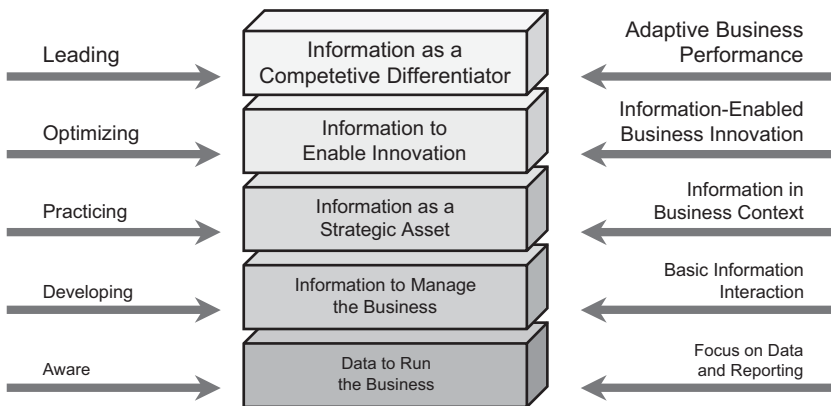 Leading
Information as a
Competetive Differentiator
Adaptive Business
Performance
Optimizing
Information to
Enable Innovation
Information-Enabled
Business Innovation
Practicing
Information as a
Strategic Asset
Information in
Business Context
Developing
Information to Manage
the Business
Basic Information
Interaction
Aware
Data to Run
the Business
Focus on Data
and Reporting